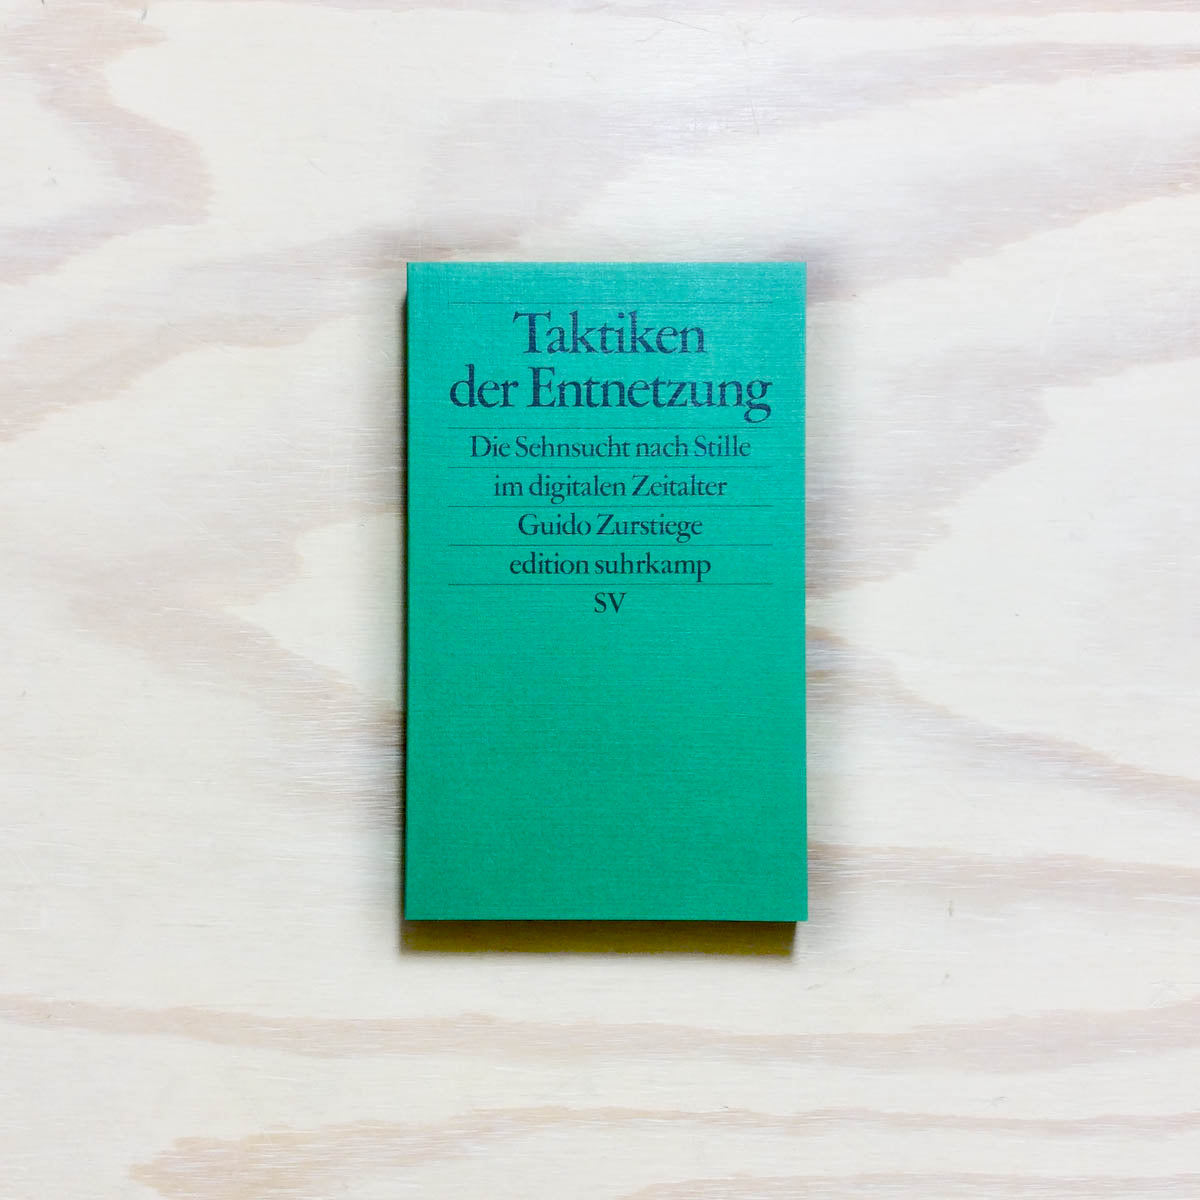 Taktiken
der Entnetzung
Die Sehnsucht nach Stille
im digitalen Zeitalter
Guido Zurstiege
edition suhrkamp
SV